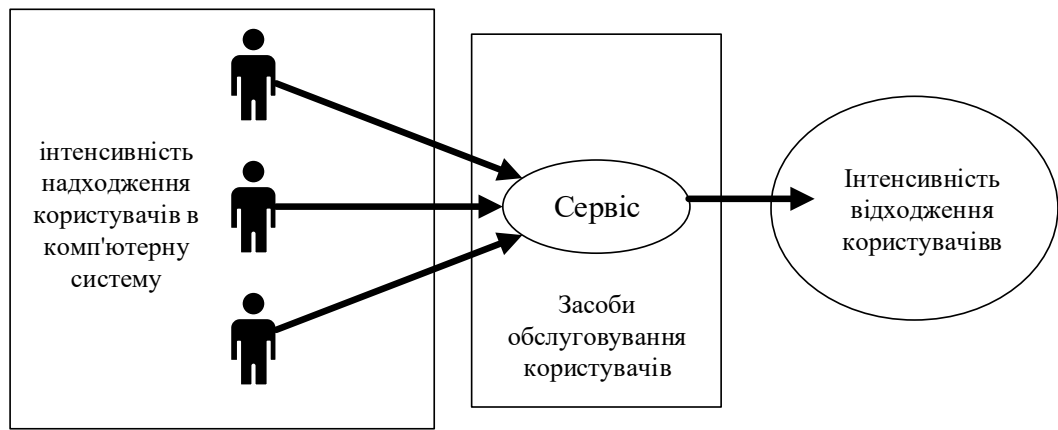 інтенсивність
надходження
користувачів в
комп'ютерну
систему
Сервіс
Засоби
обслуговування
користувачів
Інтенсивність
відходження
користувачівв